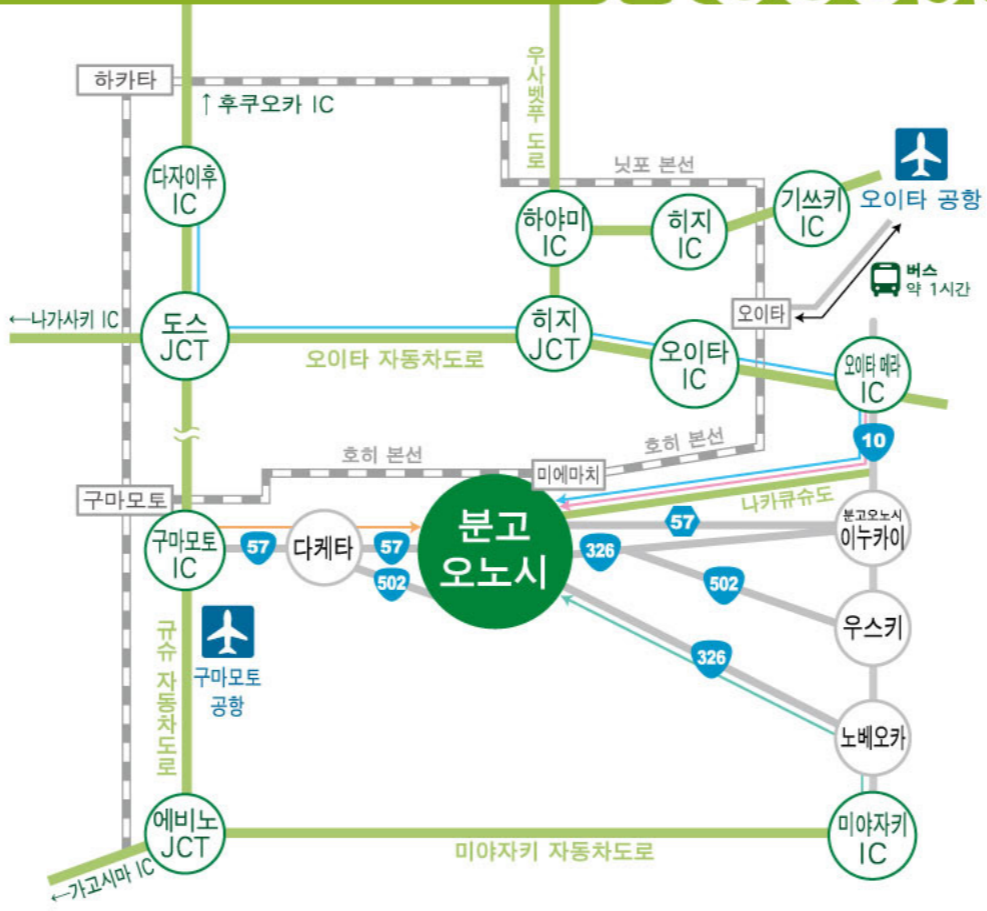 하카타
↑ 후쿠오카 IC
우사벳푸 도로
다자이후
IC
닛포 본선
하야미
IC
히지
IC
기쓰키
IC
오이타 공항
버스
약 1시간
←나가사키 IC
도스
JCT
오이타 자동차도로
히지
JCT
오이타
IC
오이타
오이타 메라
IC
10
호히 본선
호히 본선
미에마치
나카큐슈도
구마모토
구마모토
IC
57
다케타
57
502
분고
오노시
57
326
502
분고오노시
이누카이
우스키
326
노베오카
규슈 자동차도로
구마모토
공항
에비노
JCT
미야자키 자동차도로
미야자키
IC
←가고시마 IC